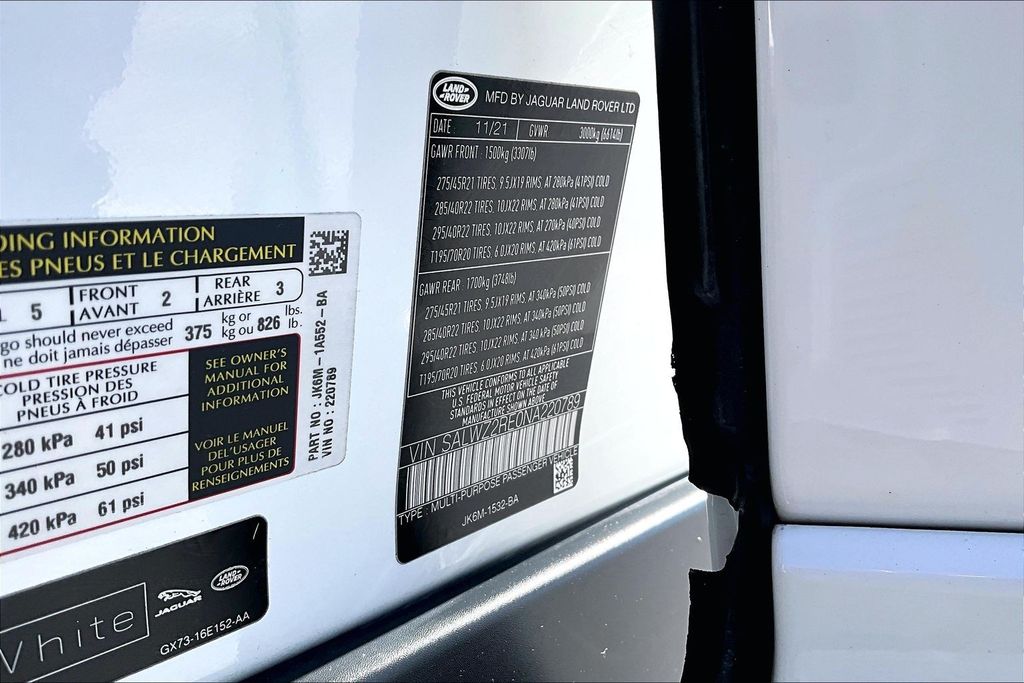 DING INFORMATION
ES PNEUS ET LE CHARGEMENT
5 FRONT AVANT 2 REAR ARRIÈRE 3
go should never exceed 375 kg or kg ou 826 lbs. lb.
ne doit jamais dépasser
COLD TIRE PRESSURE
PRESSION DES
PNEUS À FROID
280 kPa 41 psi
340 kPa 50 psi
420 kPa 61 psi
SEE OWNER'S
MANUAL FOR
ADDITIONAL
INFORMATION
VOIR LE MANUEL
DEL'USAGER
POUR PLUS DE
RENSEIGNEMENTS
PART NO : JK6M-1A552-BA
VIN NO : 220789
White
JAGUAR
LAND ROVER
GX73-16E152-AA
LAND ROVER
MFD BY JAGUAR LAND ROVER LTD
DATE 11/21 GVWR 3000kg (6614lb)
GAWR FRONT : 1500kg (3307lb)
275/45R21 TIRES, 9.5JX19 RIMS, AT 280kPa (41PSI) COLD
285/40R22 TIRES, 10JX22 RIMS, AT 280kPa (41PSI) COLD
295/40R22 TIRES, 10JX22 RIMS, AT 270kPa (40PSI) COLD
T195/70R20 TIRES, 6.0JX20 RIMS, AT 420kPa (61PSI) COLD
GAWR REAR : 1700kg (3748lb)
275/45R21 TIRES, 9.5JX19 RIMS, AT 340kPa (50PSI) COLD
285/40R22 TIRES, 10JX22 RIMS, AT 340kPa (50PSI) COLD
295/40R22 TIRES, 10JX22 RIMS, AT 340kPa (50PSI) COLD
T195/70R20 TIRES, 6.0JX20 RIMS, AT 420kPa (61PSI) COLD
THIS VEHICLE CONFORMS TO ALL APPLICABLE
U.S. FEDERAL MOTOR VEHICLE SAFETY
STANDARDS IN EFFECT ON THE DATE OF
MANUFACTURE SHOWN ABOVE.
VIN SALWZ2RF0NA220789
TYPE : MULTI-PURPOSE PASSENGER VEHICLE
JK6M-1532-BA